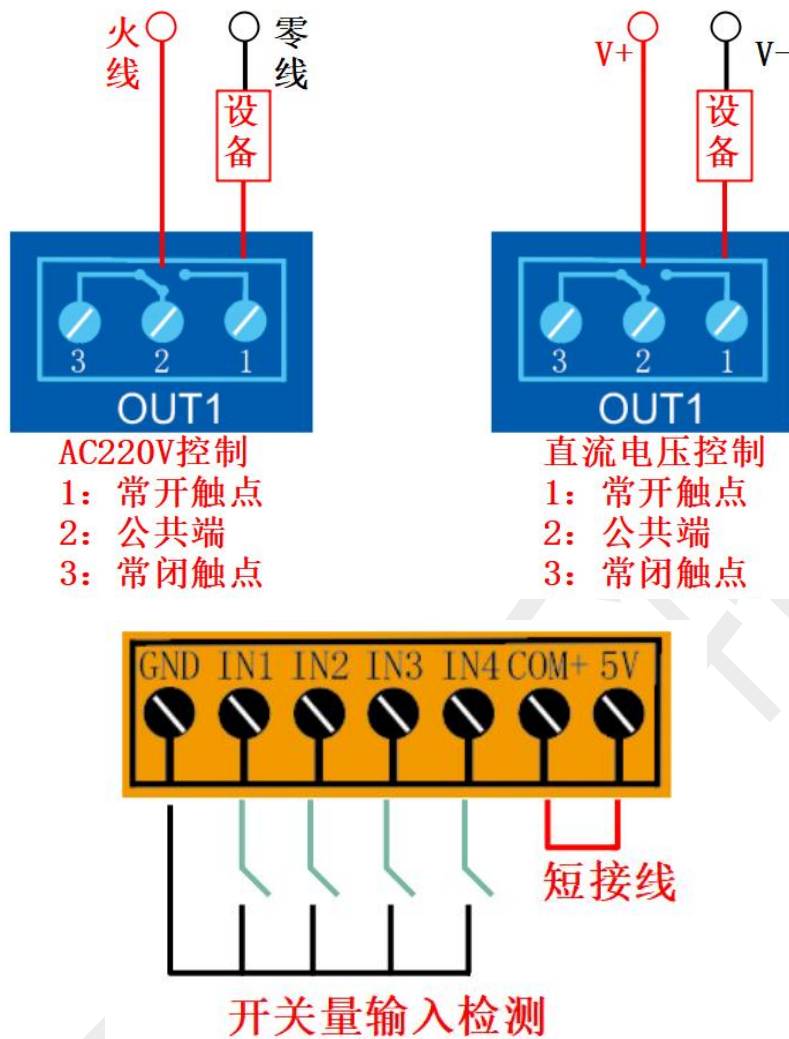 火线
零线
V+
V-
设备
设备
3 2 1
3 2 1
OUT1
OUT1
AC220V控制
1: 常开触点
2: 公共端
3: 常闭触点
直流电压控制
1: 常开触点
2: 公共端
3: 常闭触点
GND IN1 IN2 IN3 IN4 COM+ 5V
短接线
开关量输入检测